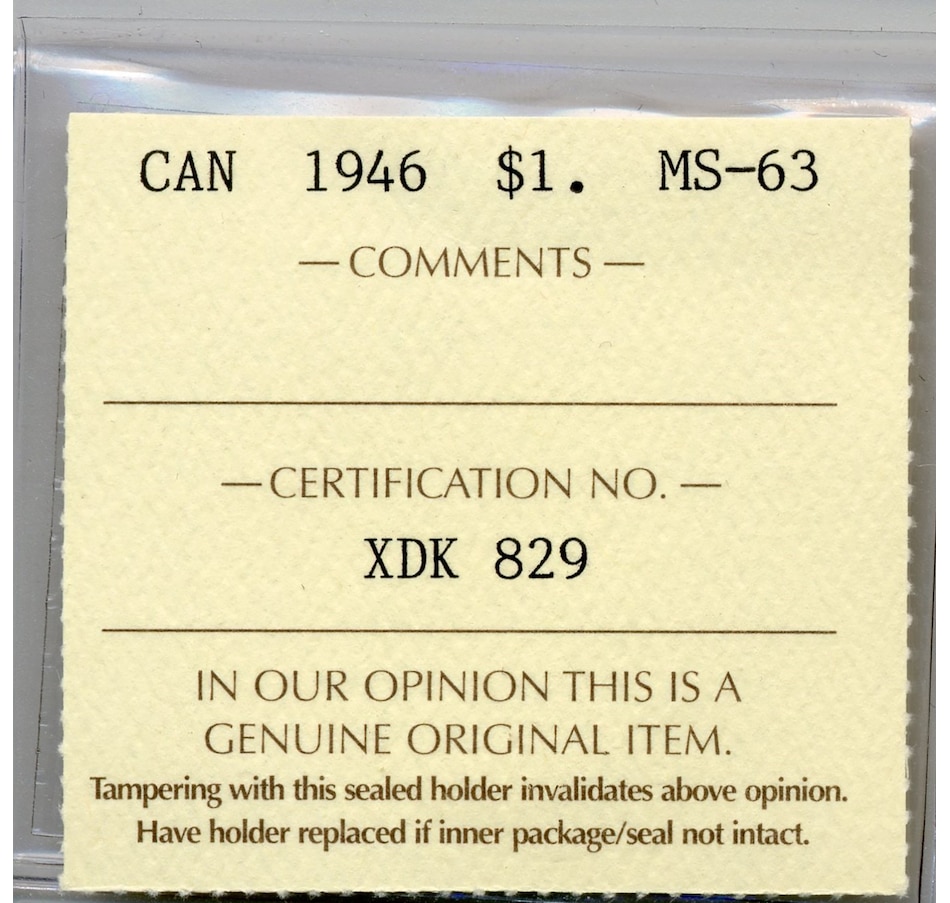 CAN 1946 $1. MS-63
— COMMENTS —
— CERTIFICATION NO. —
XDK 829
IN OUR OPINION THIS IS A
GENUINE ORIGINAL ITEM.
Tampering with this sealed holder invalidates above opinion.
Have holder replaced if inner package/seal not intact.